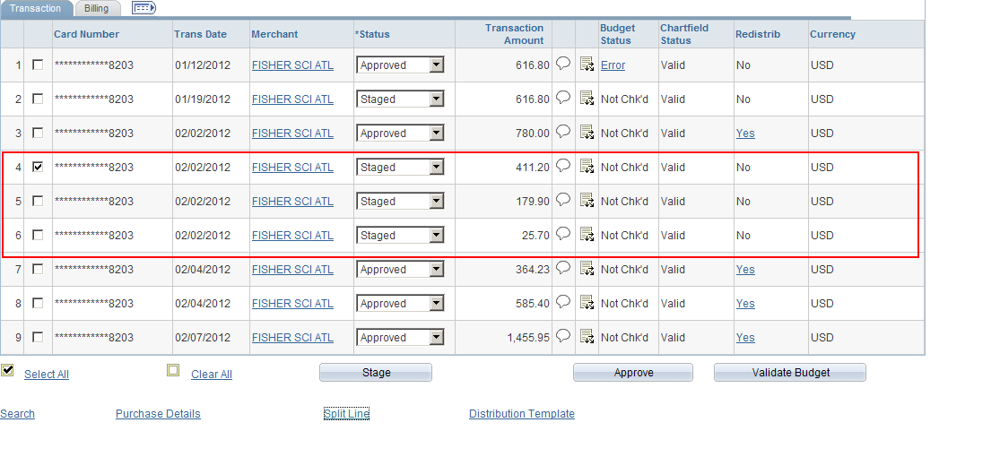 Transaction Billing
Card Number Trans Date Merchant *Status Transaction Amount Budget Status Chartfield Status Redistrib Currency
1 ************8203 01/12/2012 FISHER SCI ATL Approved 616.80 Error Valid No USD
2 ************8203 01/19/2012 FISHER SCI ATL Staged 616.80 Not Chk'd Valid No USD
3 ************8203 02/02/2012 FISHER SCI ATL Approved 780.00 Not Chk'd Valid Yes USD
4 ************8203 02/02/2012 FISHER SCI ATL Staged 411.20 Not Chk'd Valid No USD
5 ************8203 02/02/2012 FISHER SCI ATL Staged 179.90 Not Chk'd Valid No USD
6 ************8203 02/02/2012 FISHER SCI ATL Staged 25.70 Not Chk'd Valid No USD
7 ************8203 02/04/2012 FISHER SCI ATL Approved 364.23 Not Chk'd Valid Yes USD
8 ************8203 02/04/2012 FISHER SCI ATL Approved 585.40 Not Chk'd Valid Yes USD
9 ************8203 02/07/2012 FISHER SCI ATL Approved 1,455.95 Not Chk'd Valid Yes USD
Select All Clear All Stage Approve Validate Budget
Search Purchase Details Split Line Distribution Template